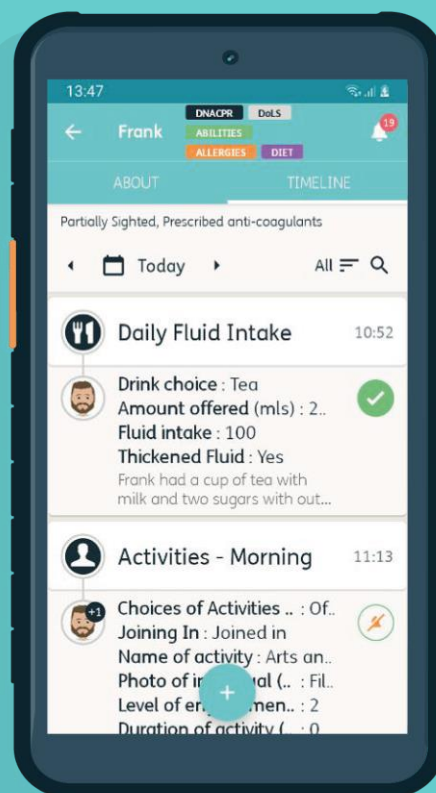 13:47
DNACPR DoLS
Frank ABILITIES 19
ALLERGIES DIET
ABOUT TIMELINE
Partially Sighted, Prescribed anti-coagulants
Today All
Daily Fluid Intake 10:52
Drink choice : Tea
Amount offered (mls) : 2..
Fluid intake : 100
Thickened Fluid : Yes
Frank had a cup of tea with
milk and two sugars with out...
Activities - Morning 11:13
+1 Choices of Activities .. : Of..
Joining In : Joined in
Name of activity : Arts an..
Photo of (.. : Fil..
Level of : 2
Duration of activity (.. : 0